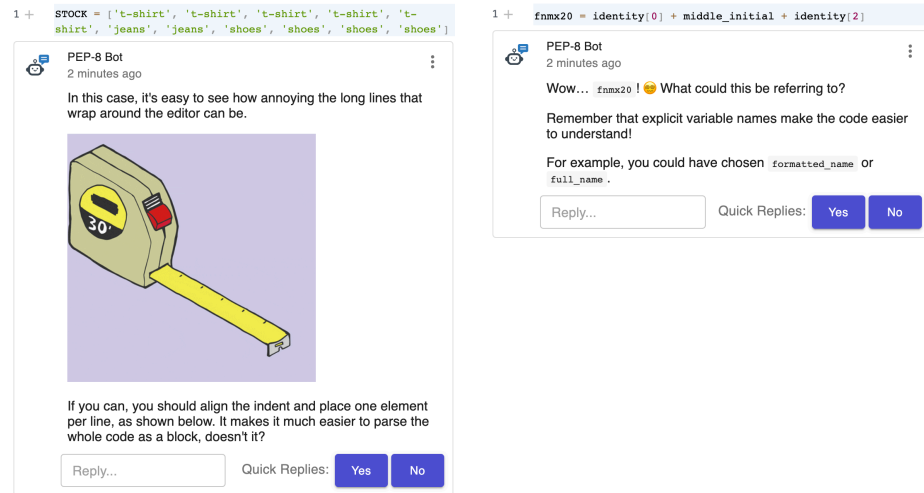 1 + STOCK = ['t-shirt', 't-shirt', 't-shirt', 't-shirt', 't-
shirt', 'jeans', 'jeans', 'shoes', 'shoes', 'shoes', 'shoes']
PEP-8 Bot
2 minutes ago
In this case, it's easy to see how annoying the long lines that
wrap around the editor can be.
30'
If you can, you should align the indent and place one element
per line, as shown below. It makes it much easier to parse the
whole code as a block, doesn't it?
Reply... Quick Replies: Yes No
1 + fnmx20 = identity[0] + middle_initial + identity[2]
PEP-8 Bot
2 minutes ago
Wow... fnmx20 ! 😵‍💫 What could this be referring to?
Remember that explicit variable names make the code easier
to understand!
For example, you could have chosen formatted_name or
full_name .
Reply... Quick Replies: Yes No